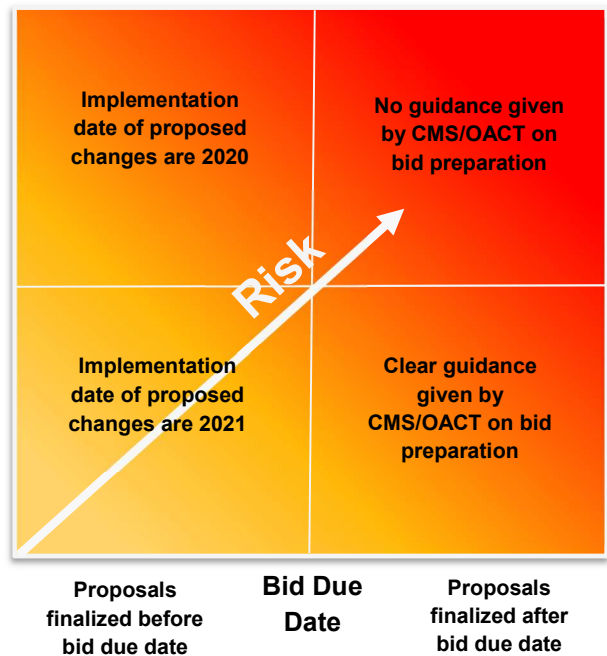 Implementation
date of proposed
changes are 2020
No guidance given
by CMS/OACT on
bid preparation
Risk
Implementation
date of proposed
changes are 2021
Clear guidance
given by
CMS/OACT on bid
preparation
Proposals
finalized before
bid due date
Bid Due
Date
Proposals
finalized after
bid due date